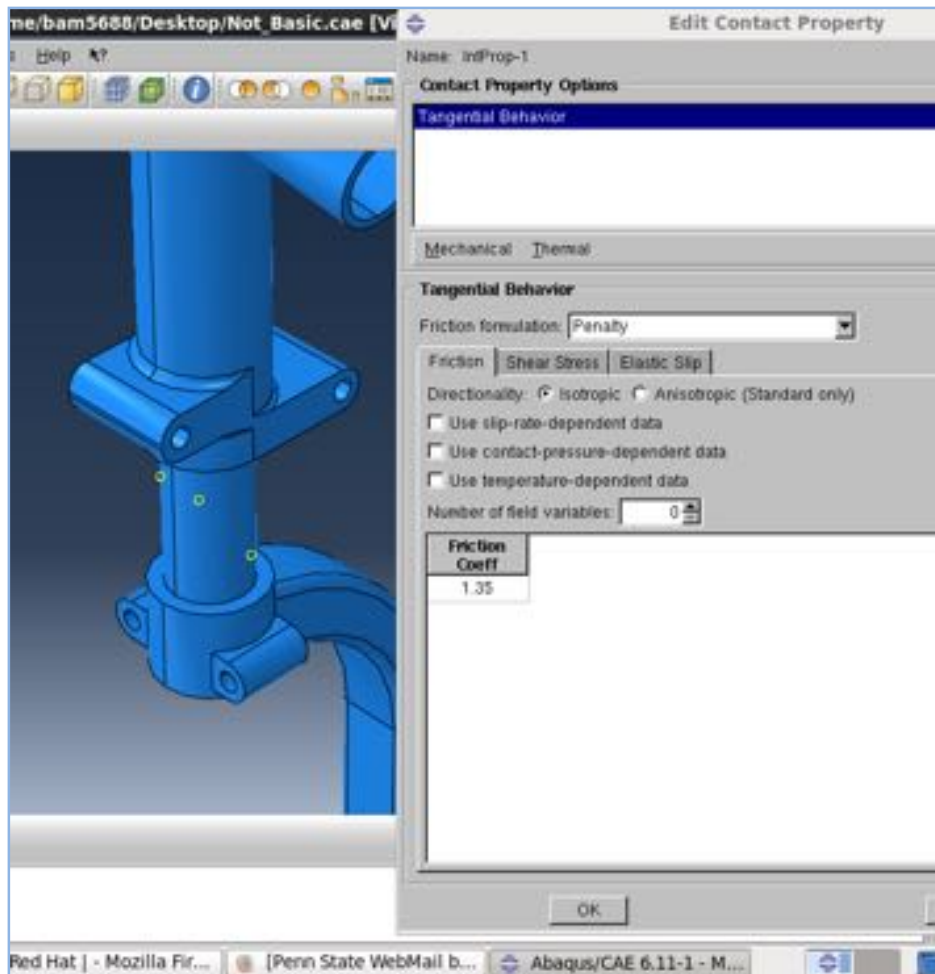 me/bam5688/Desktop/Not_Basic.cae [Vi
Edit Contact Property
Help
Name: IntProp-1
Contact Property Options
Tangential Behavior
Mechanical Thermal
Tangential Behavior
Friction formulation: Penalty
Friction Shear Stress Elastic Slip
Directionality: Isotropic Anisotropic (Standard only)
Use slip-rate-dependent data
Use contact-pressure-dependent data
Use temperature-dependent data
Number of field variables: 0
Friction
Coeff
1.35
OK
Red Hat | - Mozilla Fir... [Penn State WebMail b... Abaqus/CAE 6.11-1 - M....